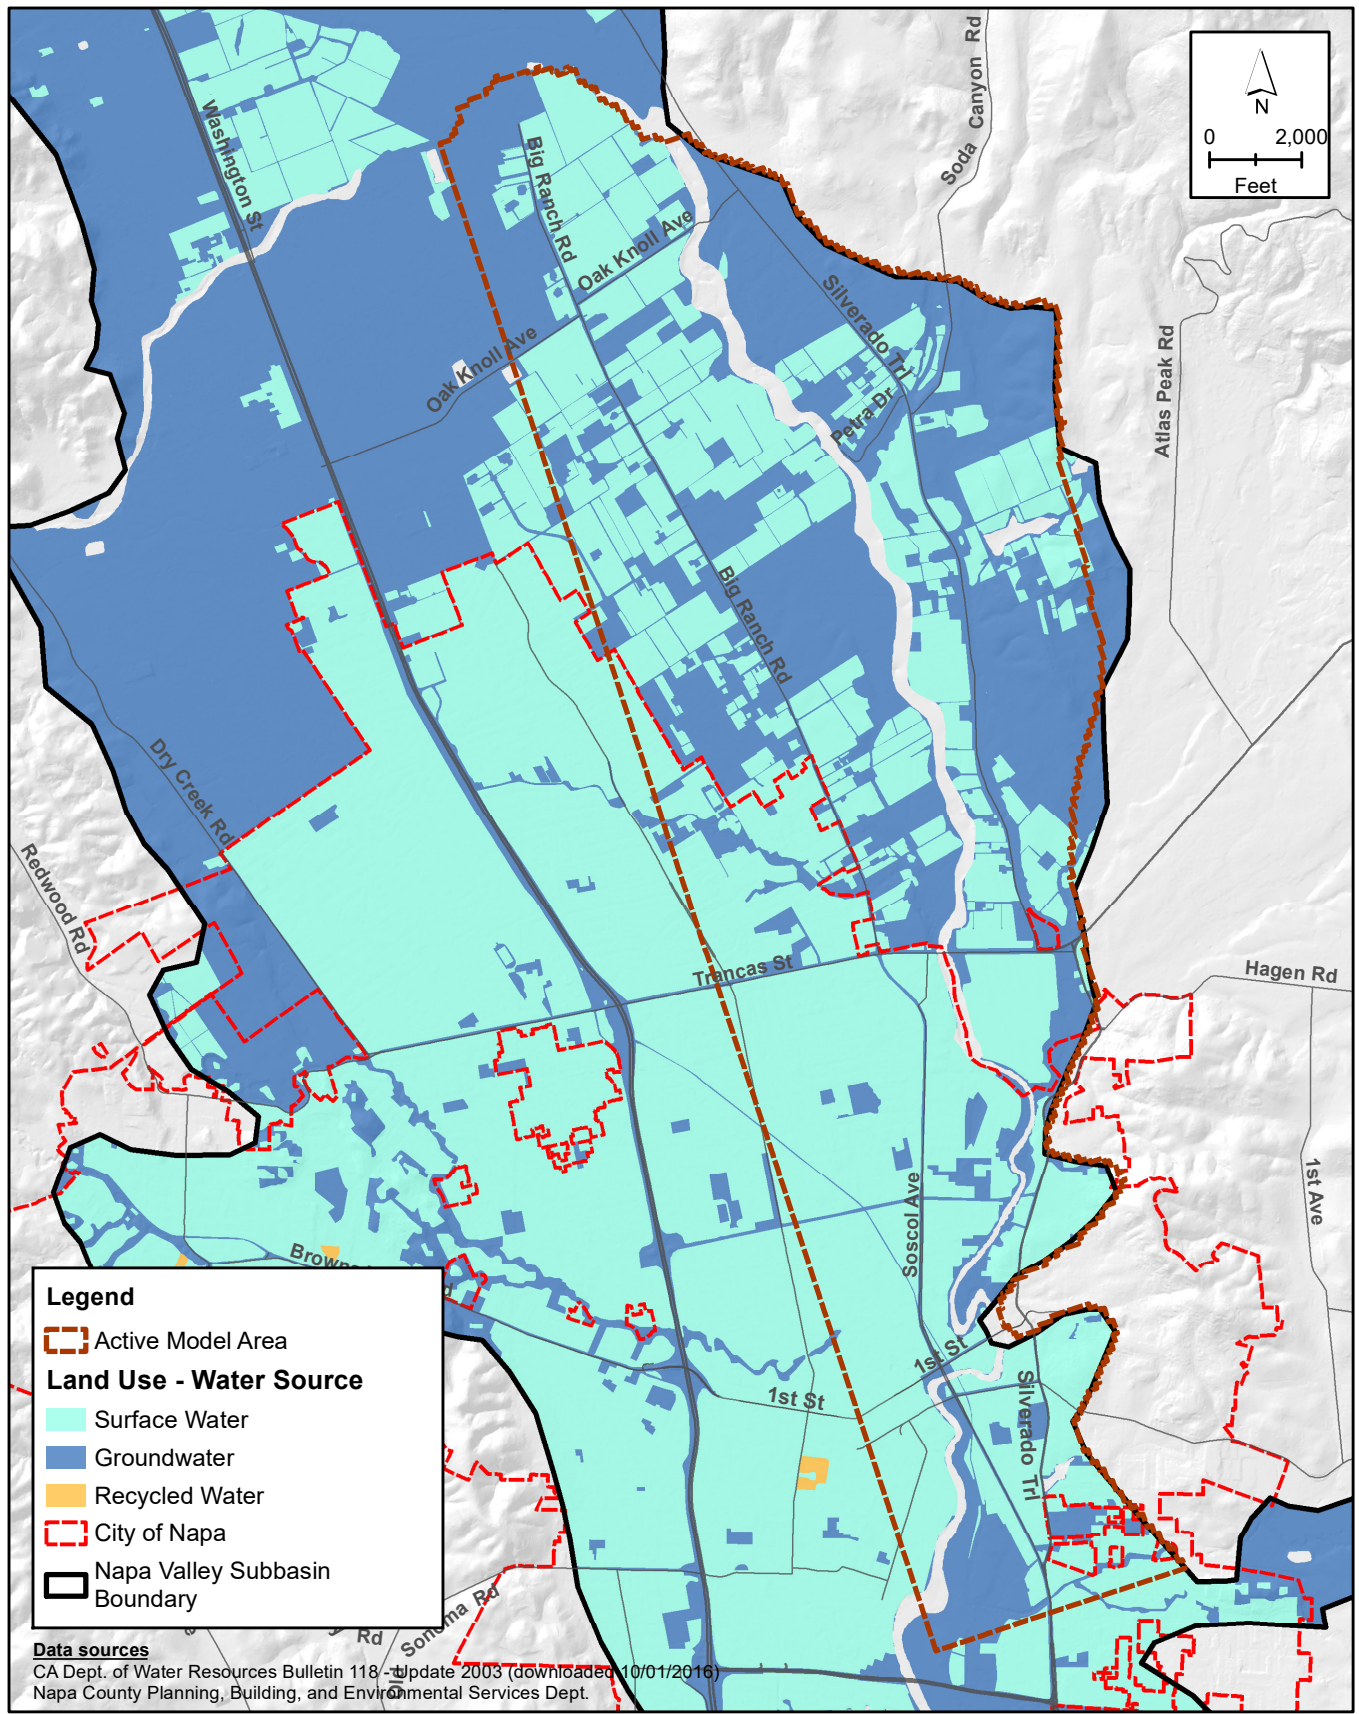 N
0 2,000
Feet
Washington St
Big Ranch Rd
Soda Canyon Rd
Oak Knoll Ave
Silverado Trl
Oak Knoll Ave
Petra Dr
Atlas Peak Rd
Big Ranch Rd
Dry Creek Rd
Redwood Rd
Trancas St
Hagen Rd
1st Ave
Soscol Ave
1st St
1st St
Silverado Trl
Legend
Active Model Area
Land Use - Water Source
Surface Water
Groundwater
Recycled Water
City of Napa
Napa Valley Subbasin
Boundary
Rd
Old Sonoma Rd
Data sources
CA Dept. of Water Resources Bulletin 118 - Update 2003 (downloaded 10/01/2016)
Napa County Planning, Building, and Environmental Services Dept.